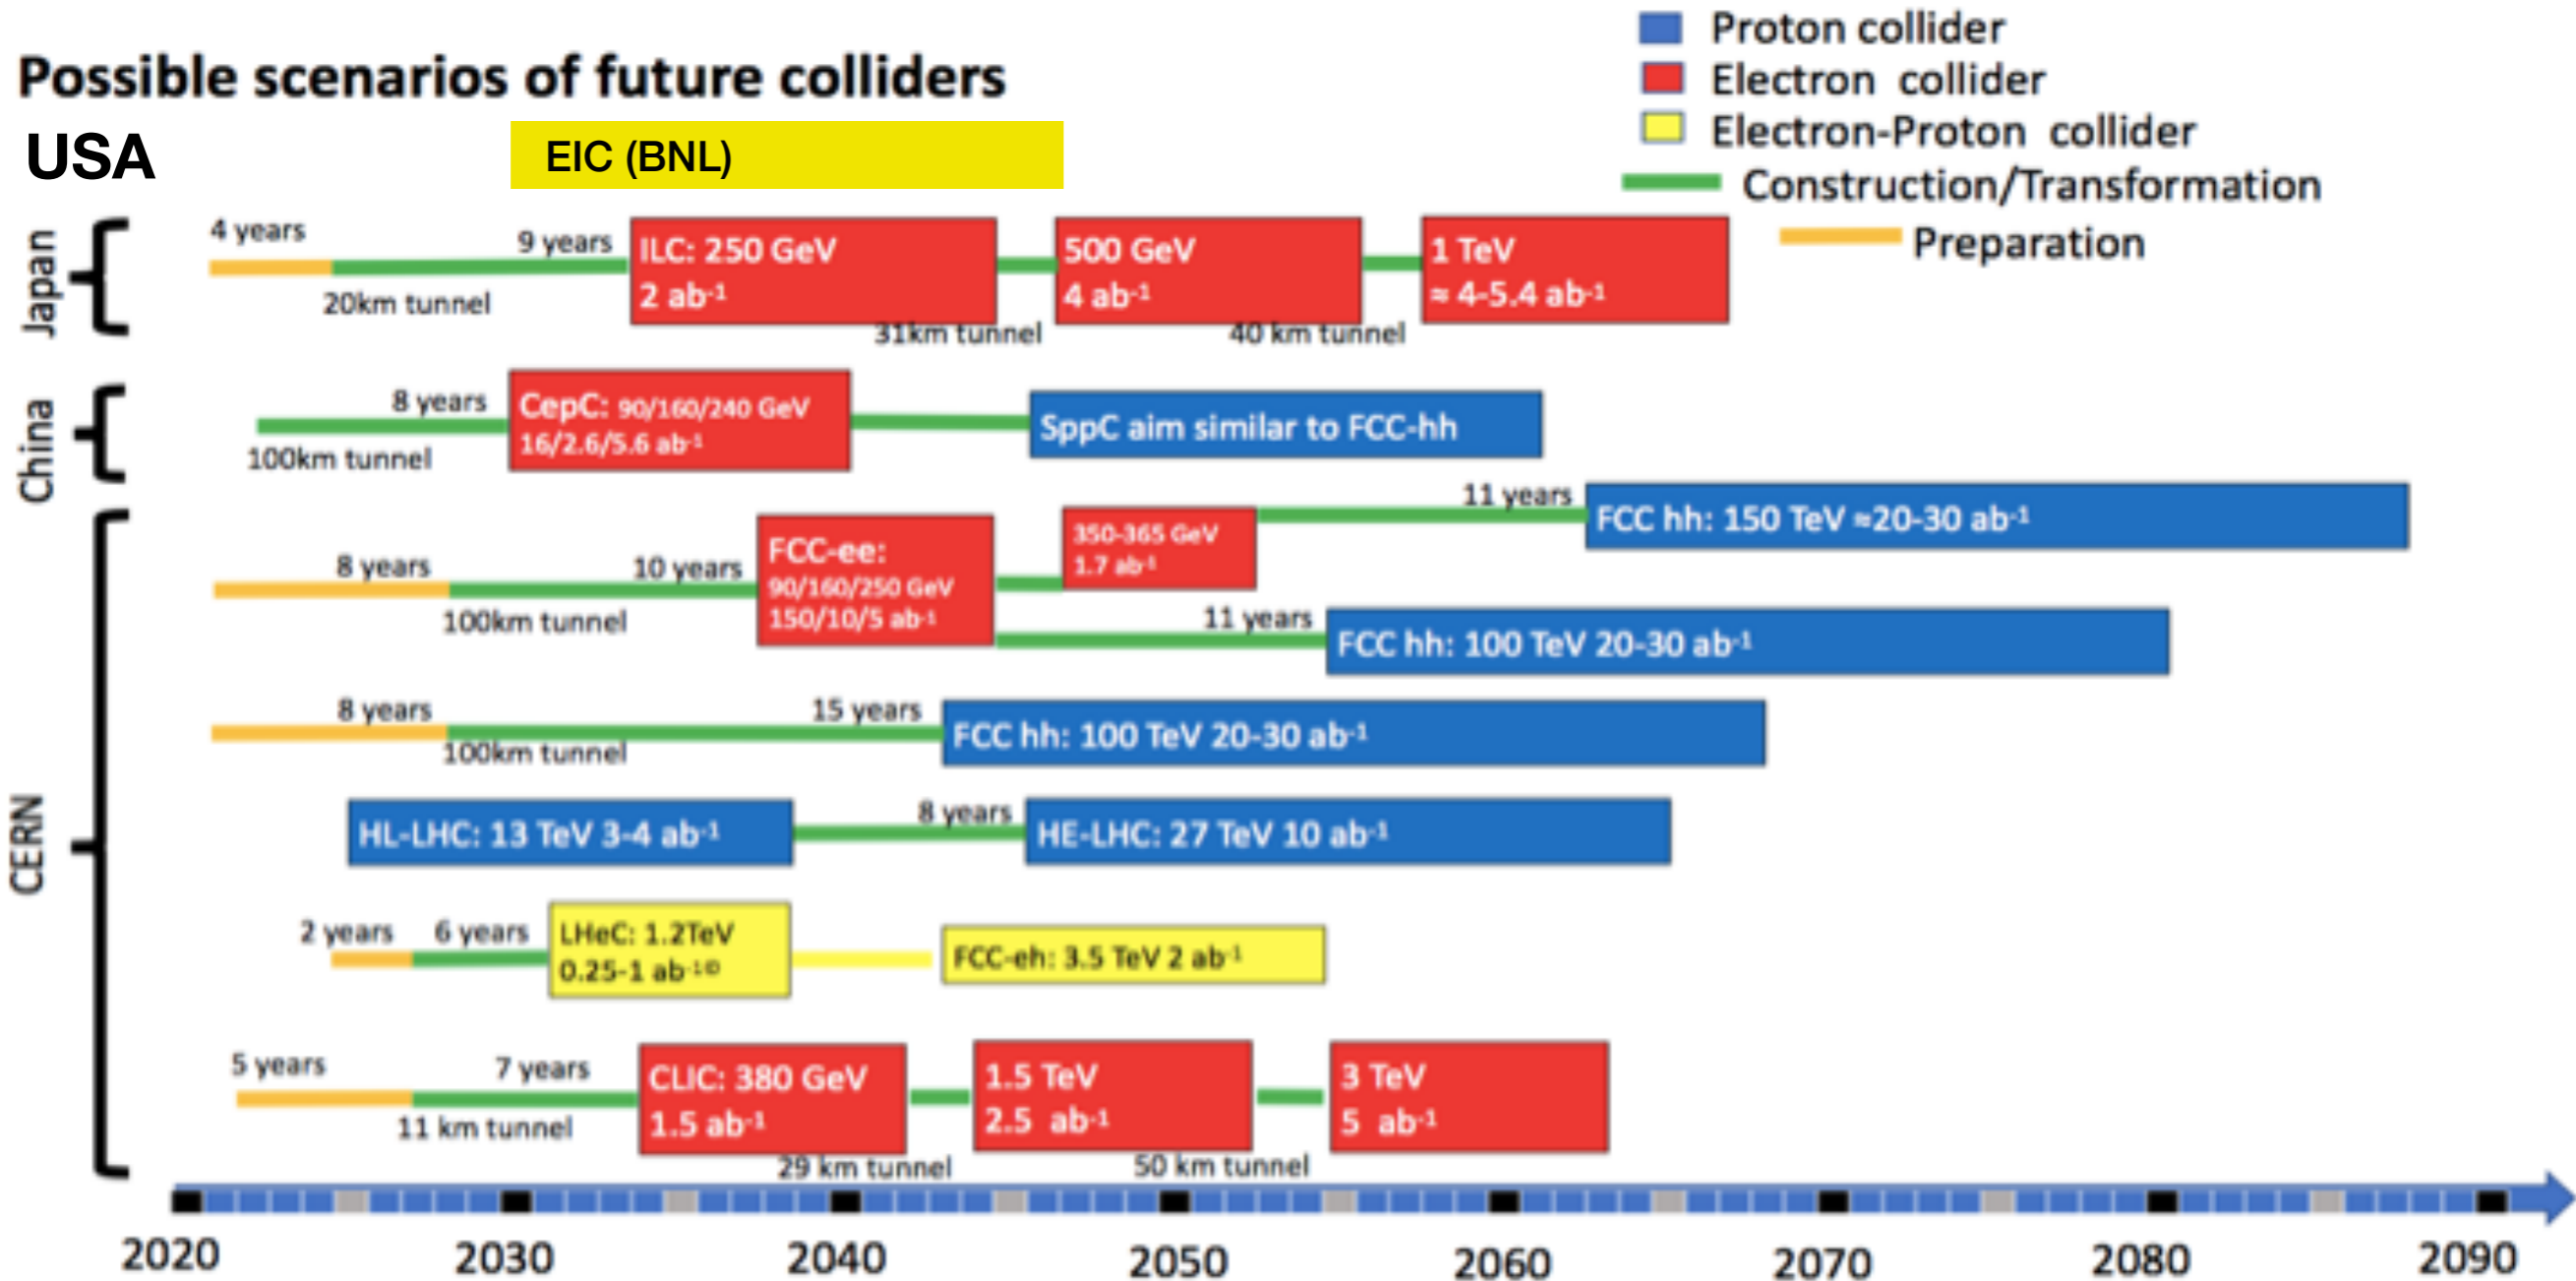 Possible scenarios of future colliders
Proton collider
Electron collider
Electron-Proton collider
Construction/Transformation
Preparation
USA
EIC (BNL)
Japan
4 years
9 years
20km tunnel
ILC: 250 GeV
2 ab-1
31km tunnel
500 GeV
4 ab-1
40 km tunnel
1 TeV
≈ 4-5.4 ab-1
China
8 years
100km tunnel
CepC: 90/160/240 GeV
16/2.6/5.6 ab-1
SppC aim similar to FCC-hh
CERN
8 years
10 years
100km tunnel
FCC-ee:
90/160/250 GeV
150/10/5 ab-1
350-365 GeV
1.7 ab-1
11 years
FCC hh: 150 TeV ≈20-30 ab-1
11 years
FCC hh: 100 TeV 20-30 ab-1
8 years
15 years
100km tunnel
FCC hh: 100 TeV 20-30 ab-1
HL-LHC: 13 TeV 3-4 ab-1
8 years
HE-LHC: 27 TeV 10 ab-1
2 years
6 years
LHeC: 1.2TeV
0.25-1 ab-1
FCC-eh: 3.5 TeV 2 ab-1
5 years
7 years
11 km tunnel
CLIC: 380 GeV
1.5 ab-1
29 km tunnel
1.5 TeV
2.5 ab-1
50 km tunnel
3 TeV
5 ab-1
2020 2030 2040 2050 2060 2070 2080 2090